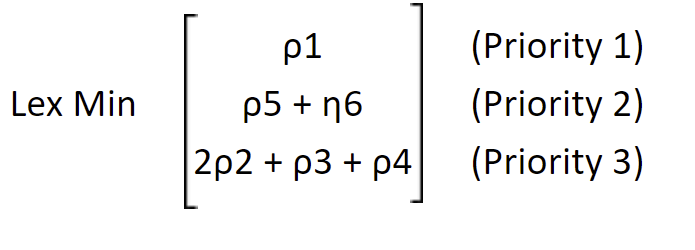 ρ1 (Priority 1)
Lex Min ρ5 + η6 (Priority 2)
2ρ2 + ρ3 + ρ4 (Priority 3)